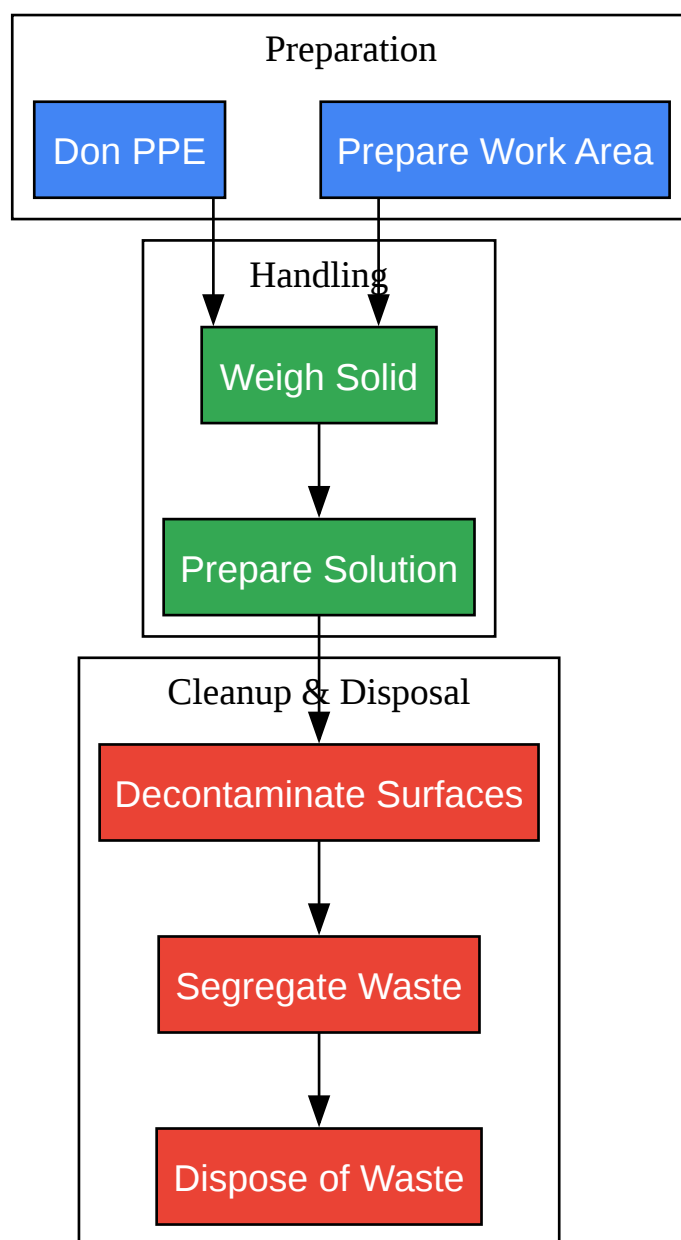 Preparation
Don PPE
Prepare Work Area
Handling
Weigh Solid
Prepare Solution
Cleanup & Disposal
Decontaminate Surfaces
Segregate Waste
Dispose of Waste